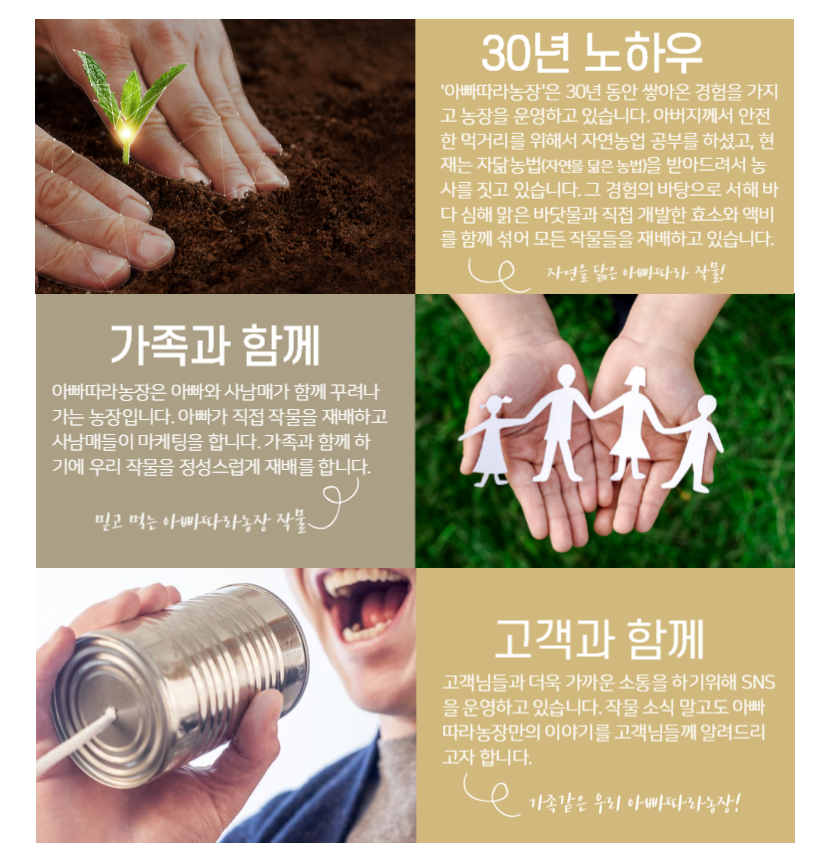 30년 노하우
'아빠따라농장'은 30년 동안 쌓아온 경험을 가지
고 농장을 운영하고 있습니다. 아버지께서 안전
한 먹거리를 위해서 자연농업 공부를 하셨고, 현
재는 자닮농법(자연을 닮은 농법)을 받아드려서 농
사를 짓고 있습니다. 그 경험의 바탕으로 서해 바
다 심해 맑은 바닷물과 직접 개발한 효소와 액비
를 함께 섞어 모든 작물들을 재배하고 있습니다.
자연을 닮은 아빠따라 작물!
가족과 함께
아빠따라농장은 아빠와 사남매가 함께 꾸려나
가는 농장입니다. 아빠가 직접 작물을 재배하고
사남매들이 마케팅을 합니다. 가족과 함께 하
기에 우리 작물을 정성스럽게 재배를 합니다.
믿고 먹는 아빠따라농장 작물
고객과 함께
고객님들과 더욱 가까운 소통을 하기위해 SNS
을 운영하고 있습니다. 작물 소식 말고도 아빠
따라농장만의 이야기를 고객님들께 알려드리
고자 합니다.
가족같은 우리 아빠따라농장!